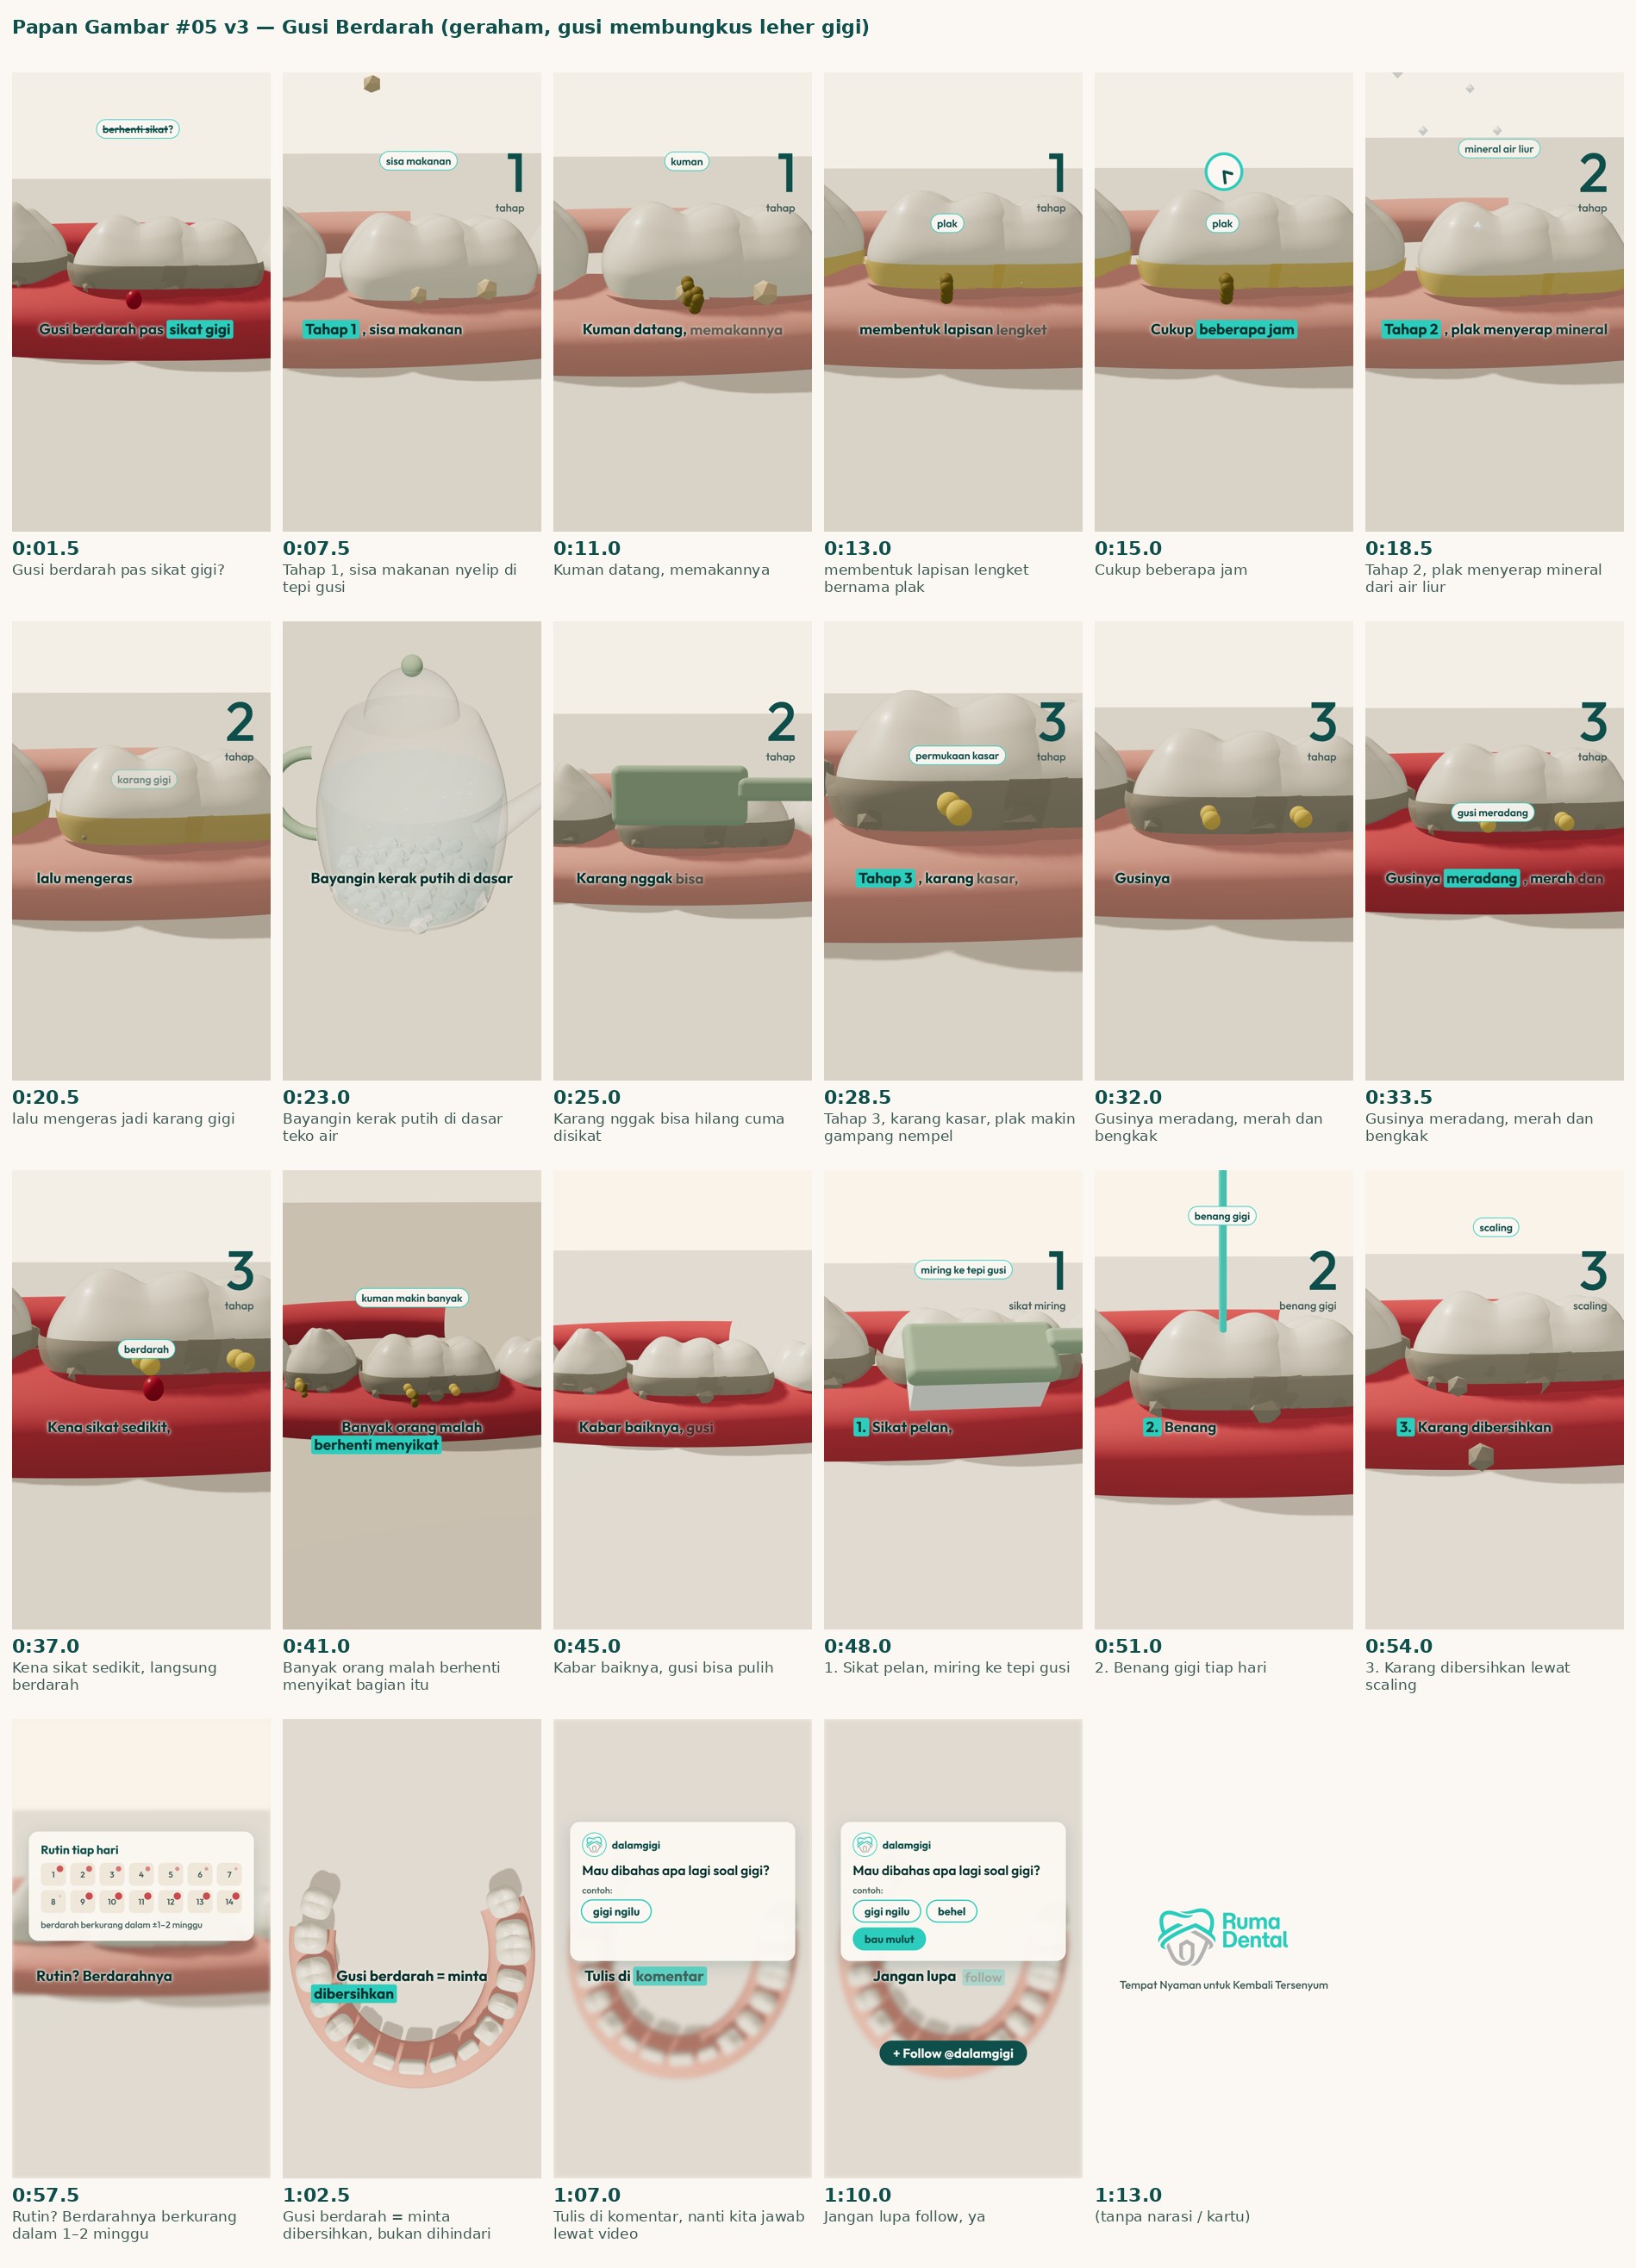 Papan Gambar #05 v3 — Gusi Berdarah (geraham, gusi membungkus leher gigi)
berhenti sikat?
Gusi berdarah pas sikat gigi
0:01.5
Gusi berdarah pas sikat gigi?
sisa makanan
1
tahap
Tahap 1 , sisa makanan
0:07.5
Tahap 1, sisa makanan nyelip di
tepi gusi
kuman
1
tahap
Kuman datang, memakannya
0:11.0
Kuman datang, memakannya
1
tahap
plak
membentuk lapisan lengket
0:13.0
membentuk lapisan lengket
bernama plak
plak
Cukup beberapa jam
0:15.0
Cukup beberapa jam
mineral air liur
2
tahap
Tahap 2 , plak menyerap mineral
0:18.5
Tahap 2, plak menyerap mineral
dari air liur
2
tahap
karang gigi
lalu mengeras
0:20.5
lalu mengeras jadi karang gigi
Bayangin kerak putih di dasar
0:23.0
Bayangin kerak putih di dasar
teko air
2
tahap
Karang nggak bisa
0:25.0
Karang nggak bisa hilang cuma
disikat
3
tahap
permukaan kasar
Tahap 3 , karang kasar,
0:28.5
Tahap 3, karang kasar, plak makin
gampang nempel
3
tahap
Gusinya
0:32.0
Gusinya meradang, merah dan
bengkak
3
tahap
gusi meradang
Gusinya meradang , merah dan
0:33.5
Gusinya meradang, merah dan
bengkak
3
tahap
berdarah
Kena sikat sedikit,
0:37.0
Kena sikat sedikit, langsung
berdarah
kuman makin banyak
Banyak orang malah
berhenti menyikat
0:41.0
Banyak orang malah berhenti
menyikat bagian itu
Kabar baiknya, gusi
0:45.0
Kabar baiknya, gusi bisa pulih
miring ke tepi gusi
1
sikat miring
1. Sikat pelan,
0:48.0
1. Sikat pelan, miring ke tepi gusi
benang gigi
2
benang gigi
2. Benang
0:51.0
2. Benang gigi tiap hari
scaling
3
scaling
3. Karang dibersihkan
0:54.0
3. Karang dibersihkan lewat
scaling
Rutin tiap hari
1 2 3 4 5 6 7
8 9 10 11 12 13 14
berdarah berkurang dalam ±1–2 minggu
Rutin? Berdarahnya
0:57.5
Rutin? Berdarahnya berkurang
dalam 1–2 minggu
Gusi berdarah = minta
dibersihkan
1:02.5
Gusi berdarah = minta
dibersihkan, bukan dihindari
dalamgigi
Mau dibahas apa lagi soal gigi?
contoh:
gigi ngilu
Tulis di komentar
1:07.0
Tulis di komentar, nanti kita jawab
lewat video
dalamgigi
Mau dibahas apa lagi soal gigi?
contoh:
gigi ngilu behel
bau mulut
Jangan lupa follow
+ Follow @dalamgigi
1:10.0
Jangan lupa follow, ya
Ruma
Dental
Tempat Nyaman untuk Kembali Tersenyum
1:13.0
(tanpa narasi / kartu)